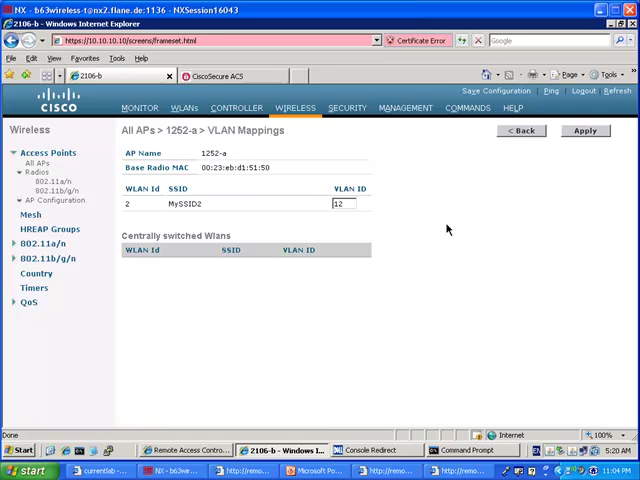 NX - b63wireless-t@nx2.flane.de:1136 - NXSession16043
2106-b - Windows Internet Explorer
https://10.10.10.10/screens/frameset.html
Certificate Error
Google
File Edit View Favorites Tools Help
2106-b
CiscoSecure ACS
Page
Tools
Save Configuration Ping Logout Refresh
CISCO
MONITOR WLANs CONTROLLER WIRELESS SECURITY MANAGEMENT COMMANDS HELP
Wireless
Access Points
All APs
Radios
802.11a/n
802.11b/g/n
AP Configuration
Mesh
HREAP Groups
802.11a/n
802.11b/g/n
Country
Timers
QoS
All APs > 1252-a > VLAN Mappings
< Back
Apply
AP Name 1252-a
Base Radio MAC 00:23:eb:d1:51:50
WLAN Id SSID VLAN ID
2 MySSID2 12
Centrally switched Wlans
WLAN Id SSID VLAN ID
Done
Internet
100%
Start
Remote Access Contro...
2106-b - Windows I...
Console Redirect
Command Prompt
EN
5:20 AM
start
currentlab - ...
NX - b63wirele...
http://remo...
Microsoft Po...
http://remo...
http://remo...
11:04 PM